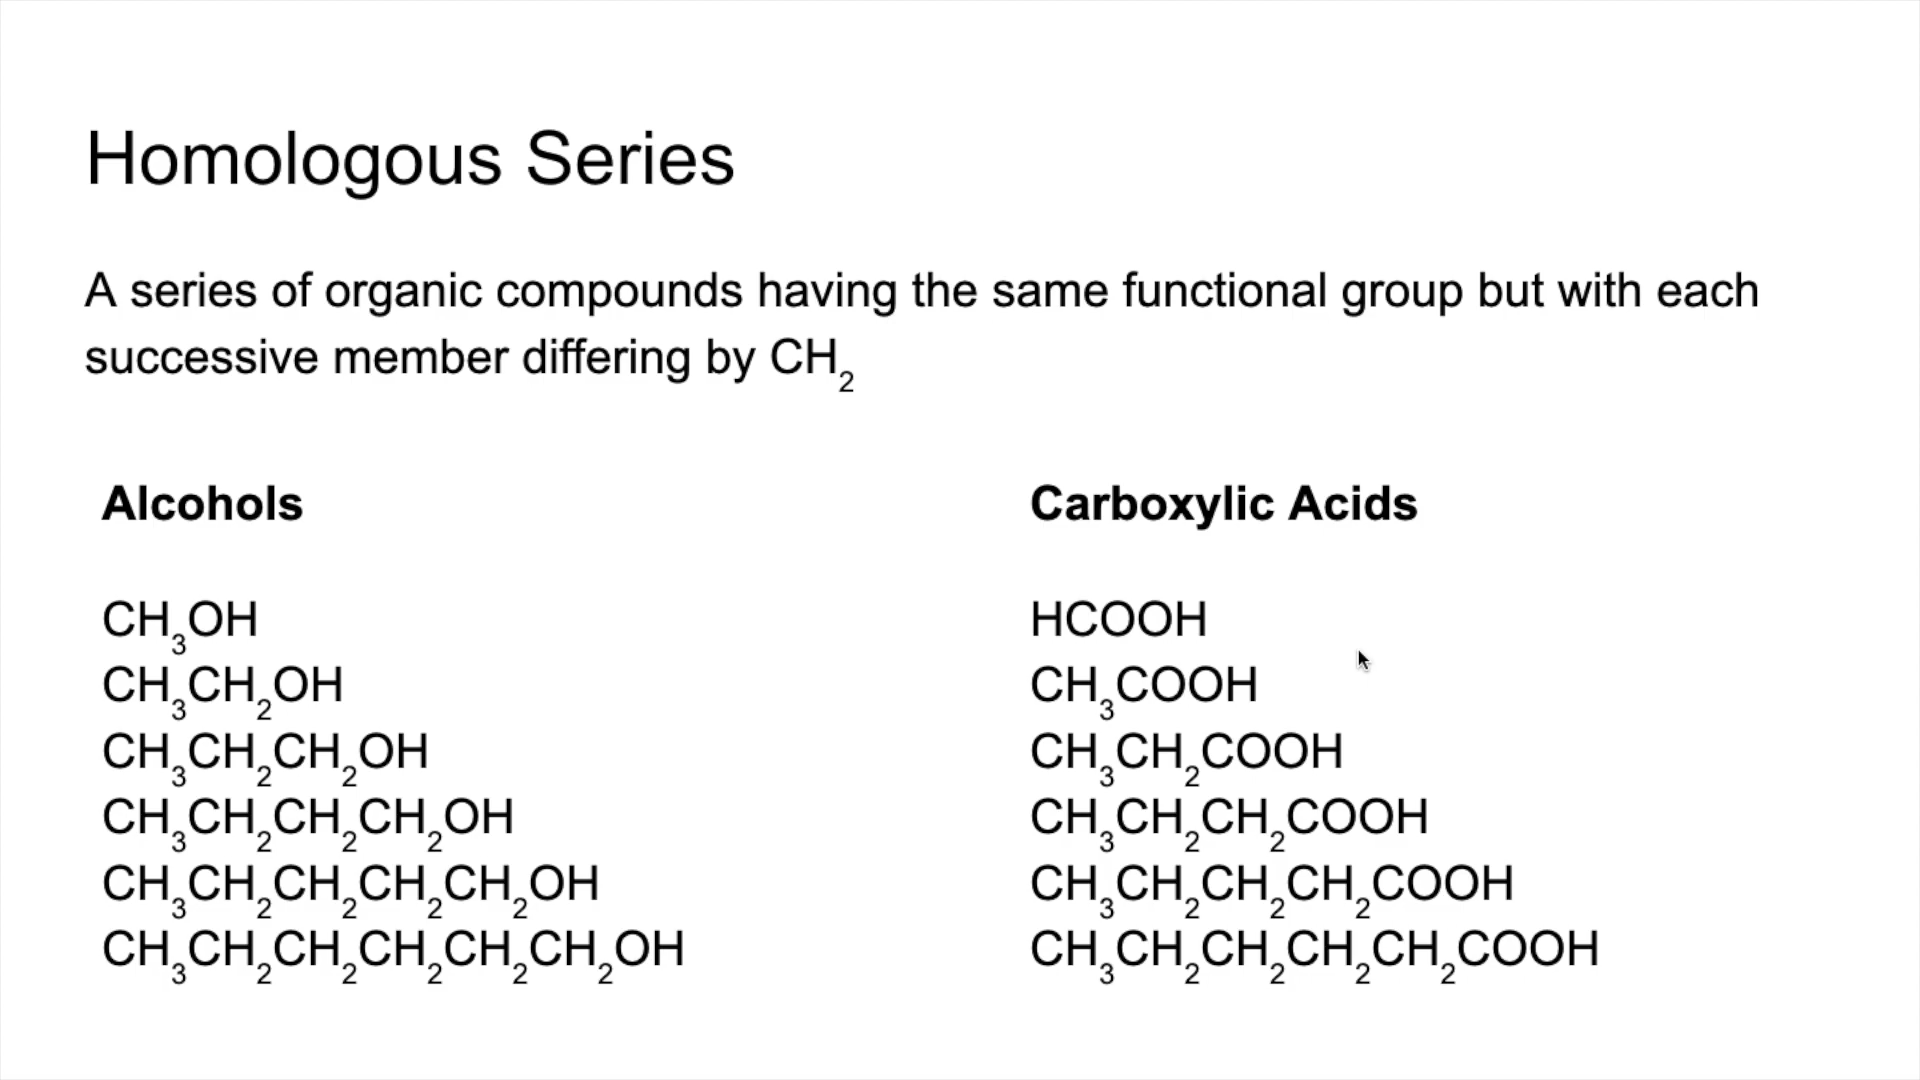 Homologous Series
A series of organic compounds having the same functional group but with each
successive member differing by CH₂
Alcohols
CH₃OH
CH₃CH₂OH
CH₃CH₂CH₂OH
CH₃CH₂CH₂CH₂OH
CH₃CH₂CH₂CH₂CH₂OH
CH₃CH₂CH₂CH₂CH₂CH₂OH
Carboxylic Acids
HCOOH
CH₃COOH
CH₃CH₂COOH
CH₃CH₂CH₂COOH
CH₃CH₂CH₂CH₂COOH
CH₃CH₂CH₂CH₂CH₂COOH